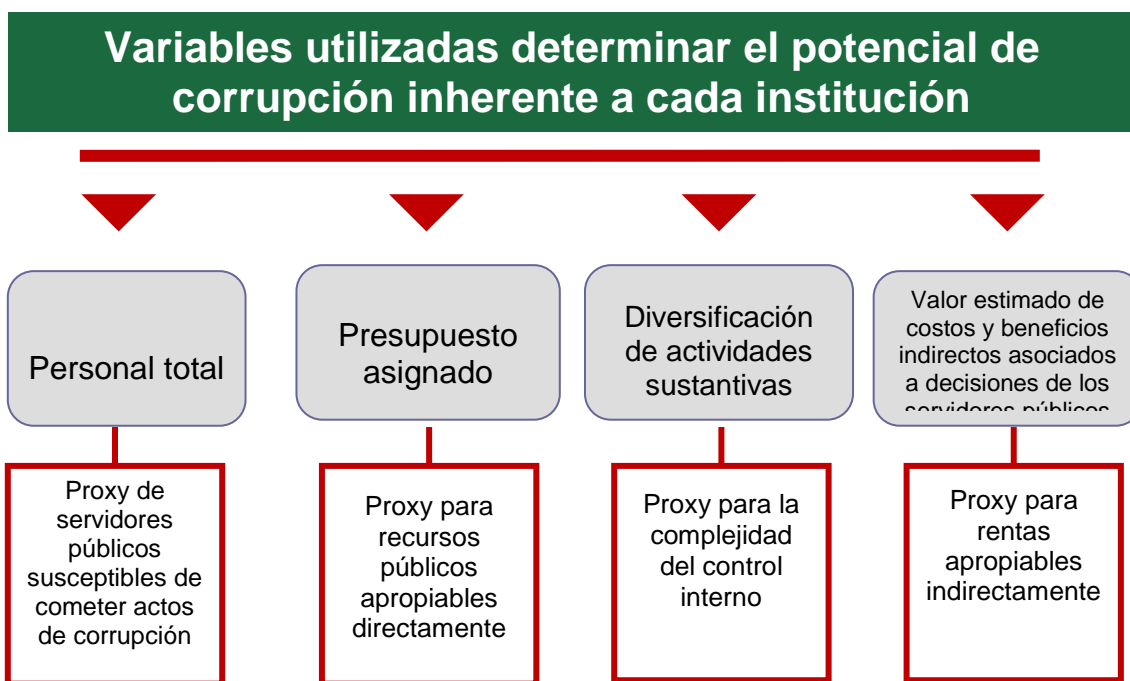 Variables utilizadas determinar el potencial de
corrupción inherente a cada institución
Personal total
Presupuesto
asignado
Diversificación
de actividades
sustantivas
Valor estimado de
costos y beneficios
indirectos asociados
a decisiones de los
servidores públicos
Proxy de
servidores
públicos
susceptibles de
cometer actos
de corrupción
Proxy para
recursos
públicos
apropiables
directamente
Proxy para la
complejidad
del control
interno
Proxy para
rentas
apropiables
indirectamente